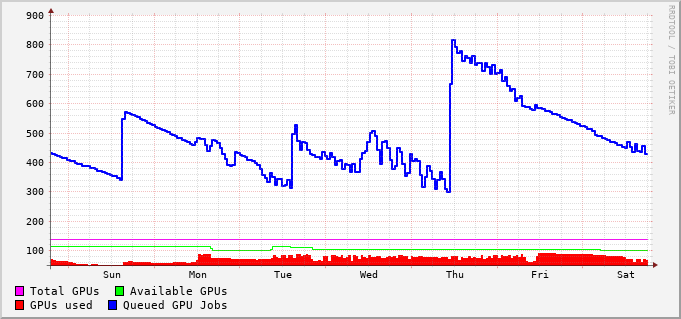 900
800
700
600
500
400
300
200
100
Sun Mon Tue Wed Thu Fri Sat
Total GPUs Available GPUs
GPUs used Queued GPU Jobs
RRDTOOL / TOBI OETIKER